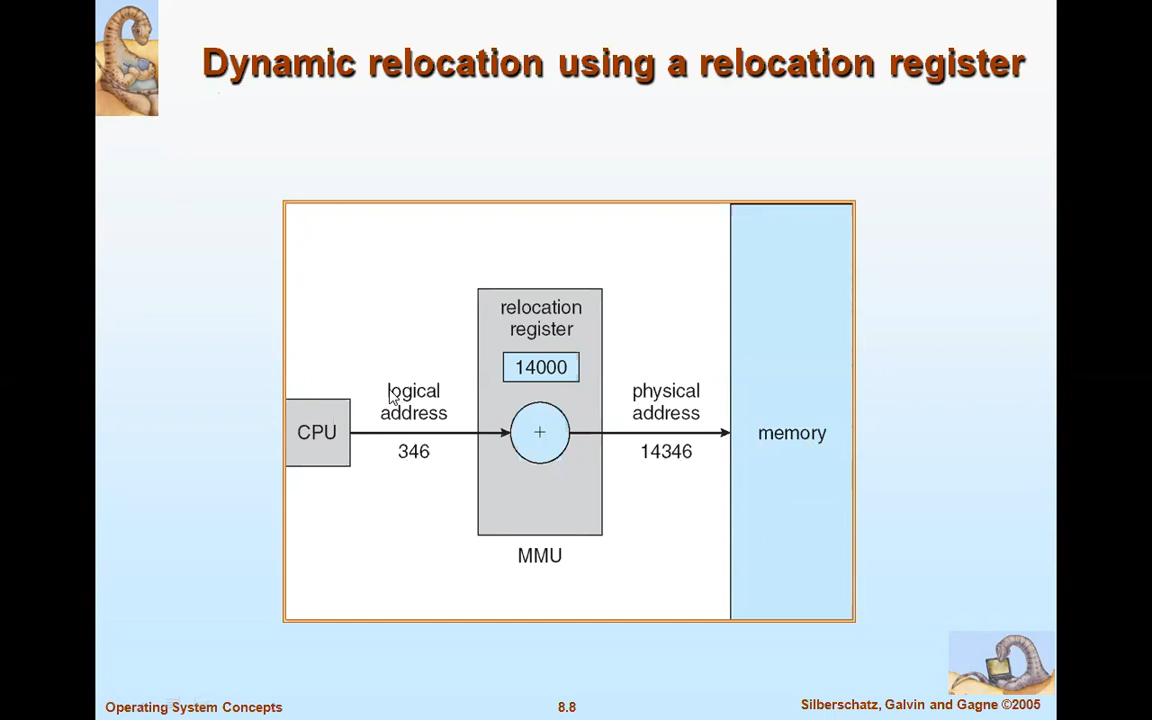 Dynamic relocation using a relocation register
relocation
register
14000
logical
address
physical
address
CPU
+
memory
346
14346
MMU
Operating System Concepts
8.8
Silberschatz, Galvin and Gagne ©2005